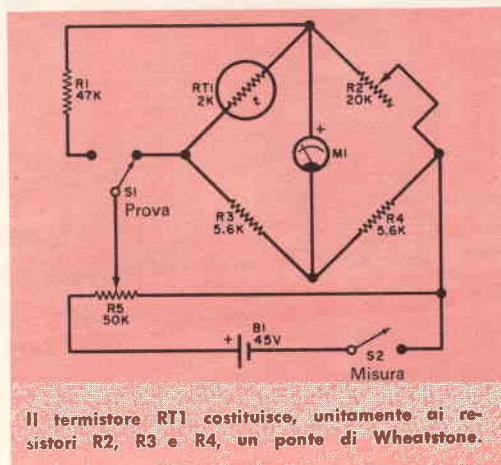 R1
47K
RT1
2K
t
R2
20K
+
M1
S1
Prova
R3
5.6K
R4
5.6K
R5
50K
+
B1
45V
S2
Misura
Il termistore RT1 costituisce, unitamente ai re-
sistori R2, R3 e R4, un ponte di Wheatstone.